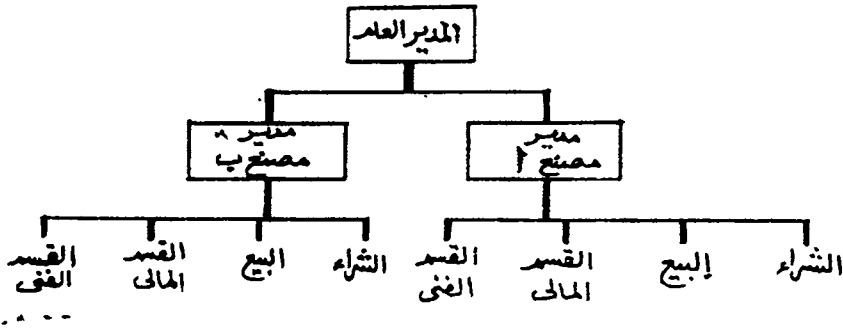 المدير العام
مدير
مصنع أ
مدير
مصنع ب
الشراء
البيع
القسم
المالى
القسم
الفنى
الشراء
البيع
القسم
المالى
القسم
الفنى